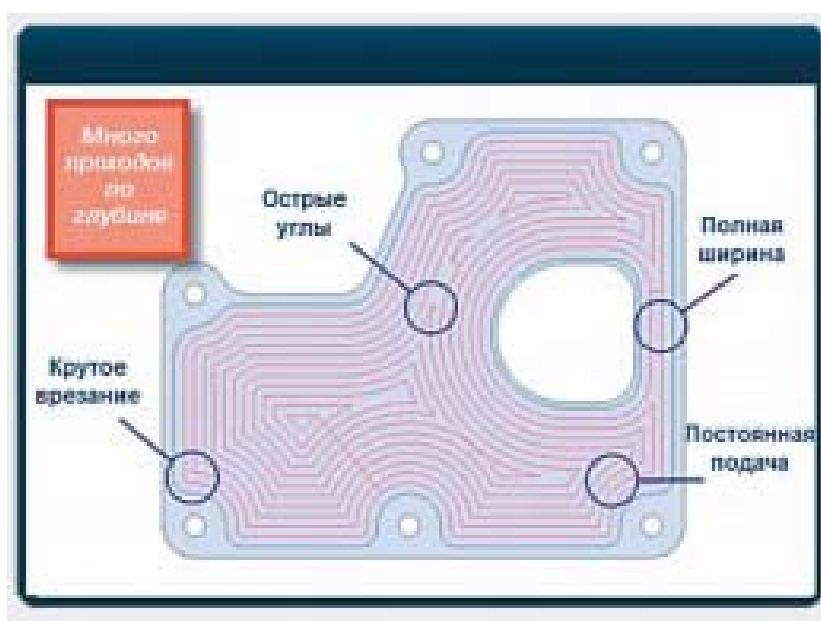 Много
проходов
по
глубине
Острые
углы
Полная
ширина
Крутое
врезание
Постоянная
подача